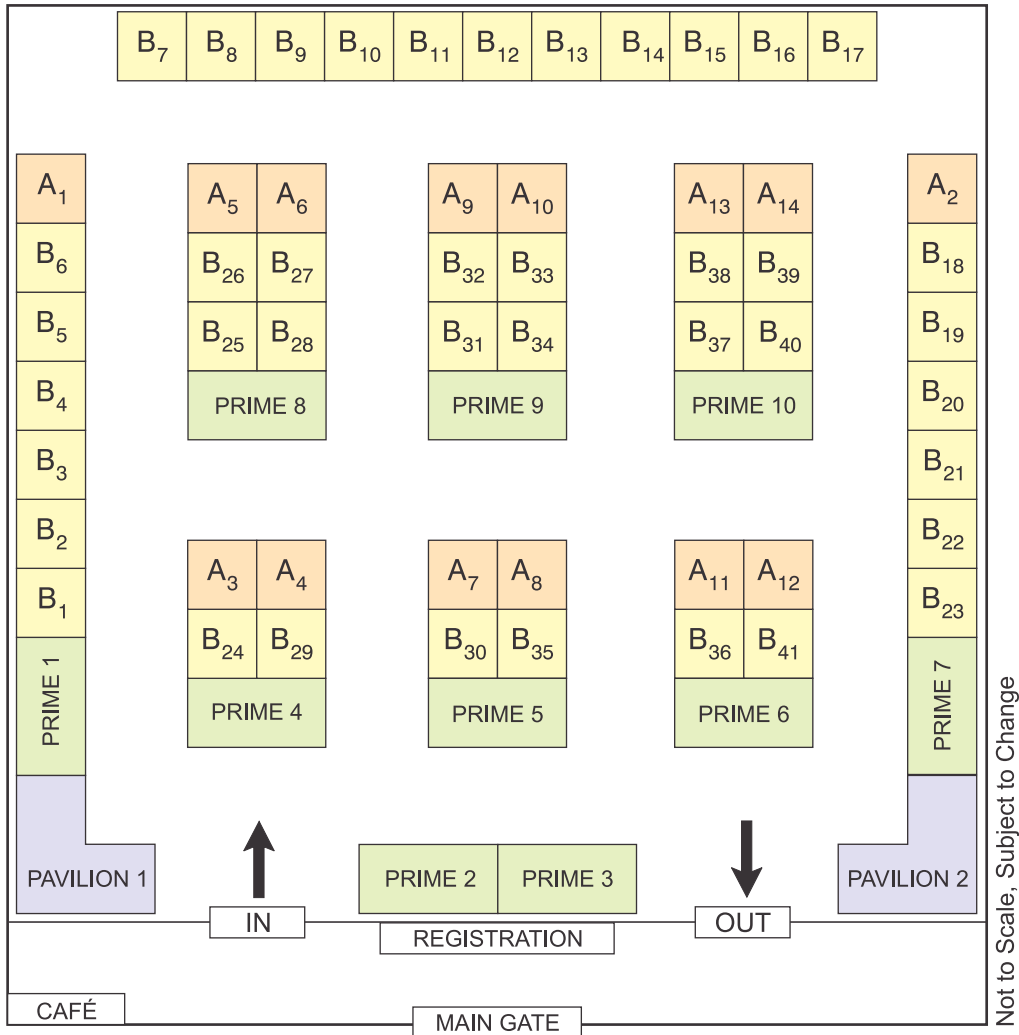 B7 B8 B9 B10 B11 B12 B13 B14 B15 B16 B17
A1 A5 A6 A9 A10 A13 A14 A2
B6 B26 B27 B32 B33 B38 B39 B18
B5 B25 B28 B31 B34 B37 B40 B19
B4 PRIME 8 PRIME 9 PRIME 10 B20
B3 B21
B2 B22
A3 A4 A7 A8 A11 A12
B1 B23
B24 B29 B30 B35 B36 B41
PRIME 1 PRIME 4 PRIME 5 PRIME 6 PRIME 7
PAVILION 1 PRIME 2 PRIME 3 PAVILION 2
IN OUT
REGISTRATION
CAFÉ
MAIN GATE
Not to Scale, Subject to Change